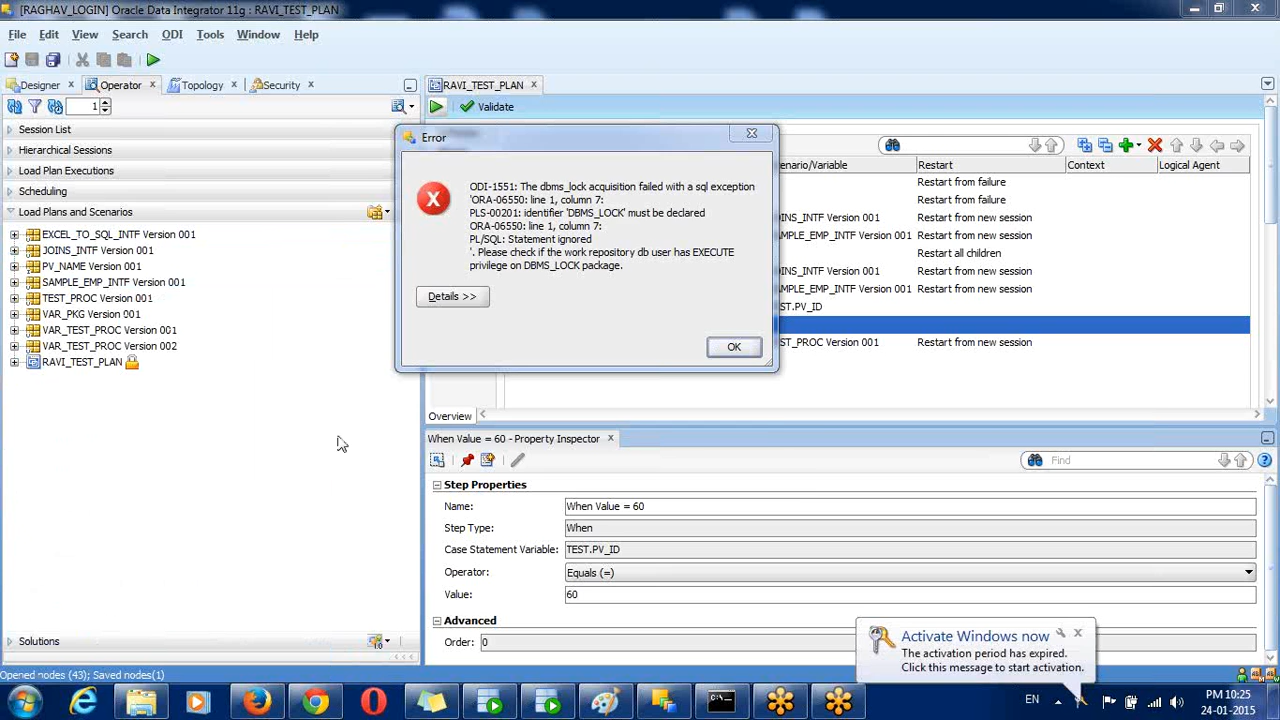 [RAGHAV_LOGIN] Oracle Data Integrator 11g : RAVI_TEST_PLAN
File Edit View Search ODI Tools Window Help
Designer Operator Topology Security
1
Session List
Hierarchical Sessions
Load Plan Executions
Scheduling
Load Plans and Scenarios
EXCEL_TO_SQL_INTF Version 001
JOINS_INTF Version 001
PV_NAME Version 001
SAMPLE_EMP_INTF Version 001
TEST_PROC Version 001
VAR_PKG Version 001
VAR_TEST_PROC Version 001
VAR_TEST_PROC Version 002
RAVI_TEST_PLAN
Solutions
Opened nodes (43); Saved nodes(1)
RAVI_TEST_PLAN
Validate
enario/Variable Restart Context Logical Agent
Restart from failure
Restart from failure
INS_INTF Version 001 Restart from new session
MPLE_EMP_INTF Version 001 Restart from new session
Restart all children
INS_INTF Version 001 Restart from new session
MPLE_EMP_INTF Version 001 Restart from new session
ST.PV_ID
ST_PROC Version 001 Restart from new session
Overview
Error
ODI-1551: The dbms_lock acquisition failed with a sql exception
'ORA-06550: line 1, column 7:
PLS-00201: identifier 'DBMS_LOCK' must be declared
ORA-06550: line 1, column 7:
PL/SQL: Statement ignored
'. Please check if the work repository db user has EXECUTE
privilege on DBMS_LOCK package.
Details >>
OK
When Value = 60 - Property Inspector
Find
Step Properties
Name: When Value = 60
Step Type: When
Case Statement Variable: TEST.PV_ID
Operator: Equals (=)
Value: 60
Advanced
Order: 0
Activate Windows now
The activation period has expired.
Click this message to start activation.
EN
PM 10:25
24-01-2015